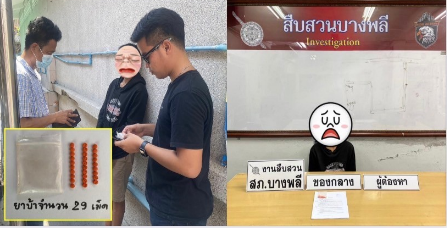 ยาบ้าจำนวน 29 เม็ด
สืบสวนบางพลี
Investigation
งานสืบสวน
สภ.บางพลี
ของกลาง
ผู้ต้องหา